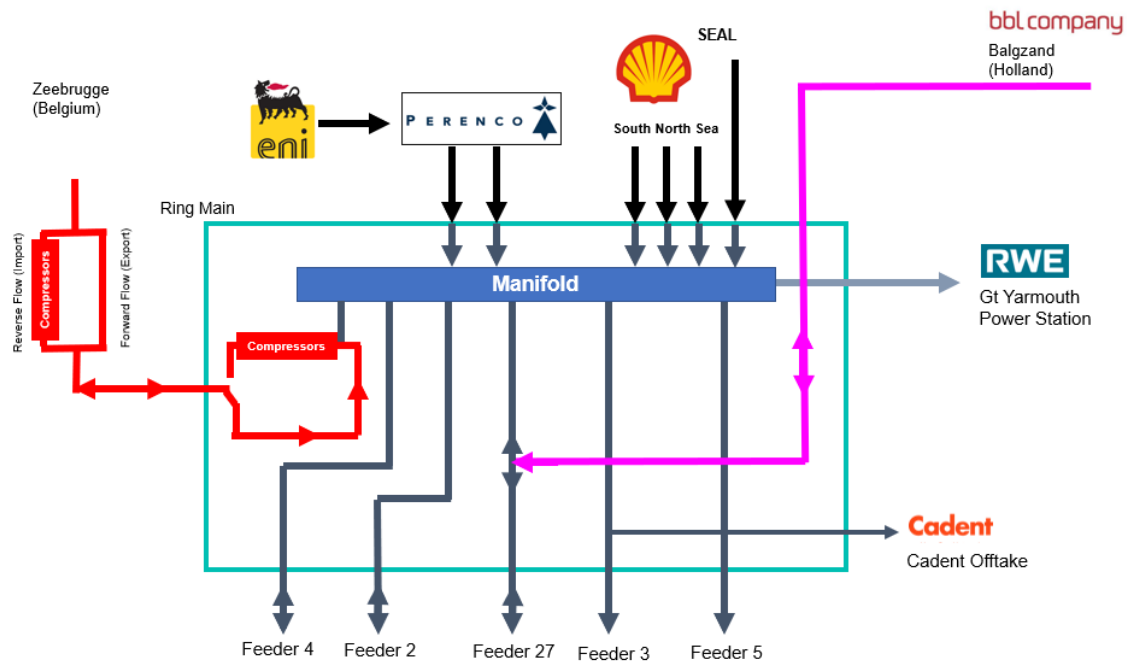 bbl company
Balgzand
(Holland)
SEAL
Zeebrugge
(Belgium)
eni
PERENCO
South North Sea
Ring Main
Reverse Flow (Import)
Compressors
Forward Flow (Export)
Manifold
RWE
Gt Yarmouth
Power Station
Compressors
Cadent
Cadent Offtake
Feeder 4
Feeder 2
Feeder 27
Feeder 3
Feeder 5